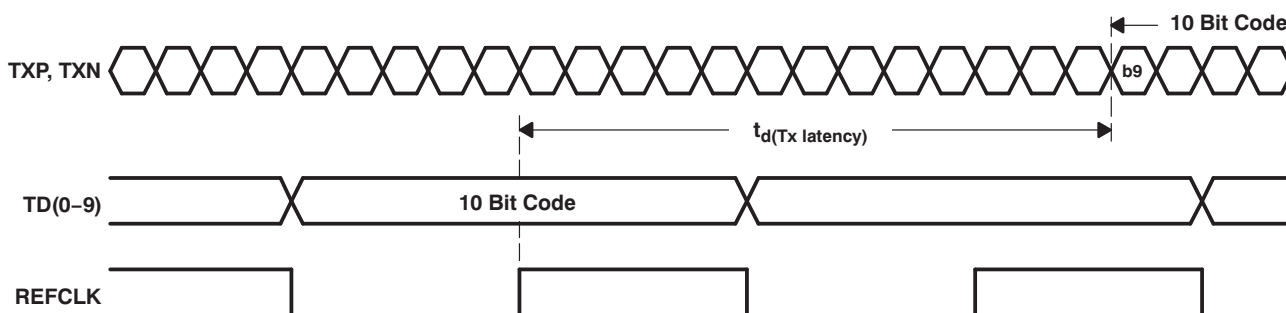 10 Bit Code
TXP, TXN
b9
td(Tx latency)
TD(0–9)
10 Bit Code
REFCLK